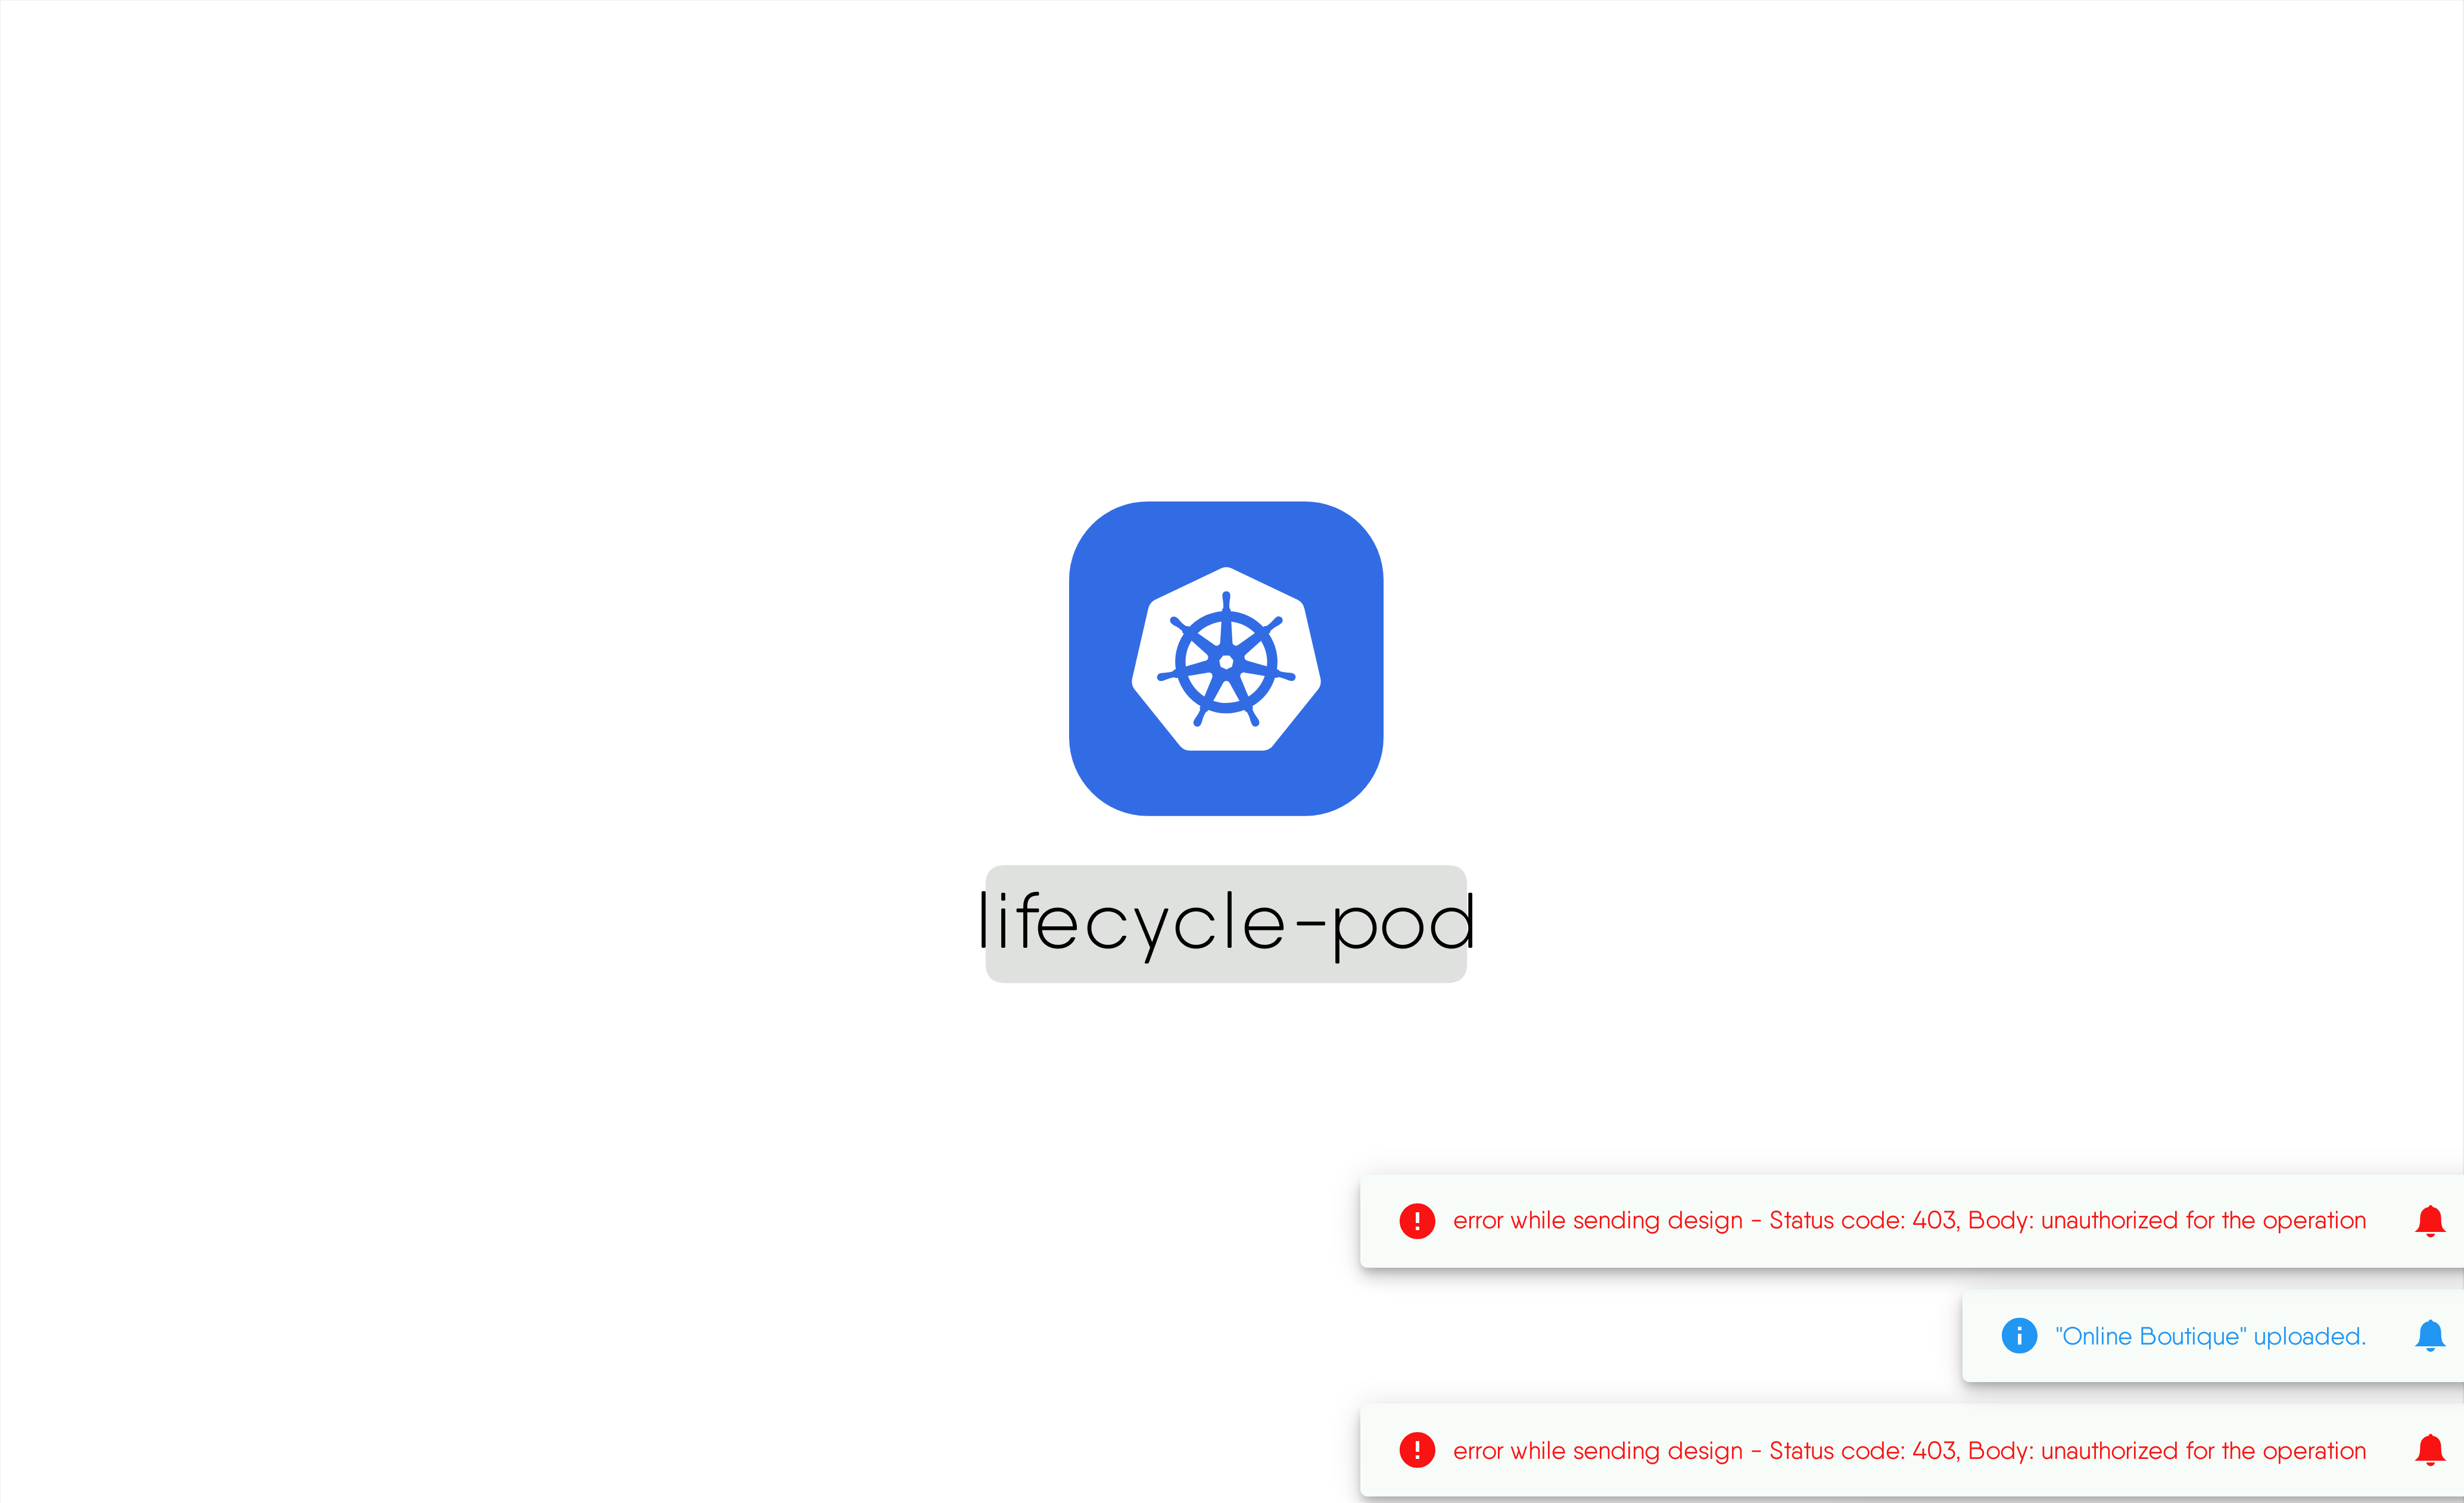 lifecycle-pod
error while sending design - Status code: 403, Body: unauthorized for the operation
"Online Boutique" uploaded.
error while sending design - Status code: 403, Body: unauthorized for the operation